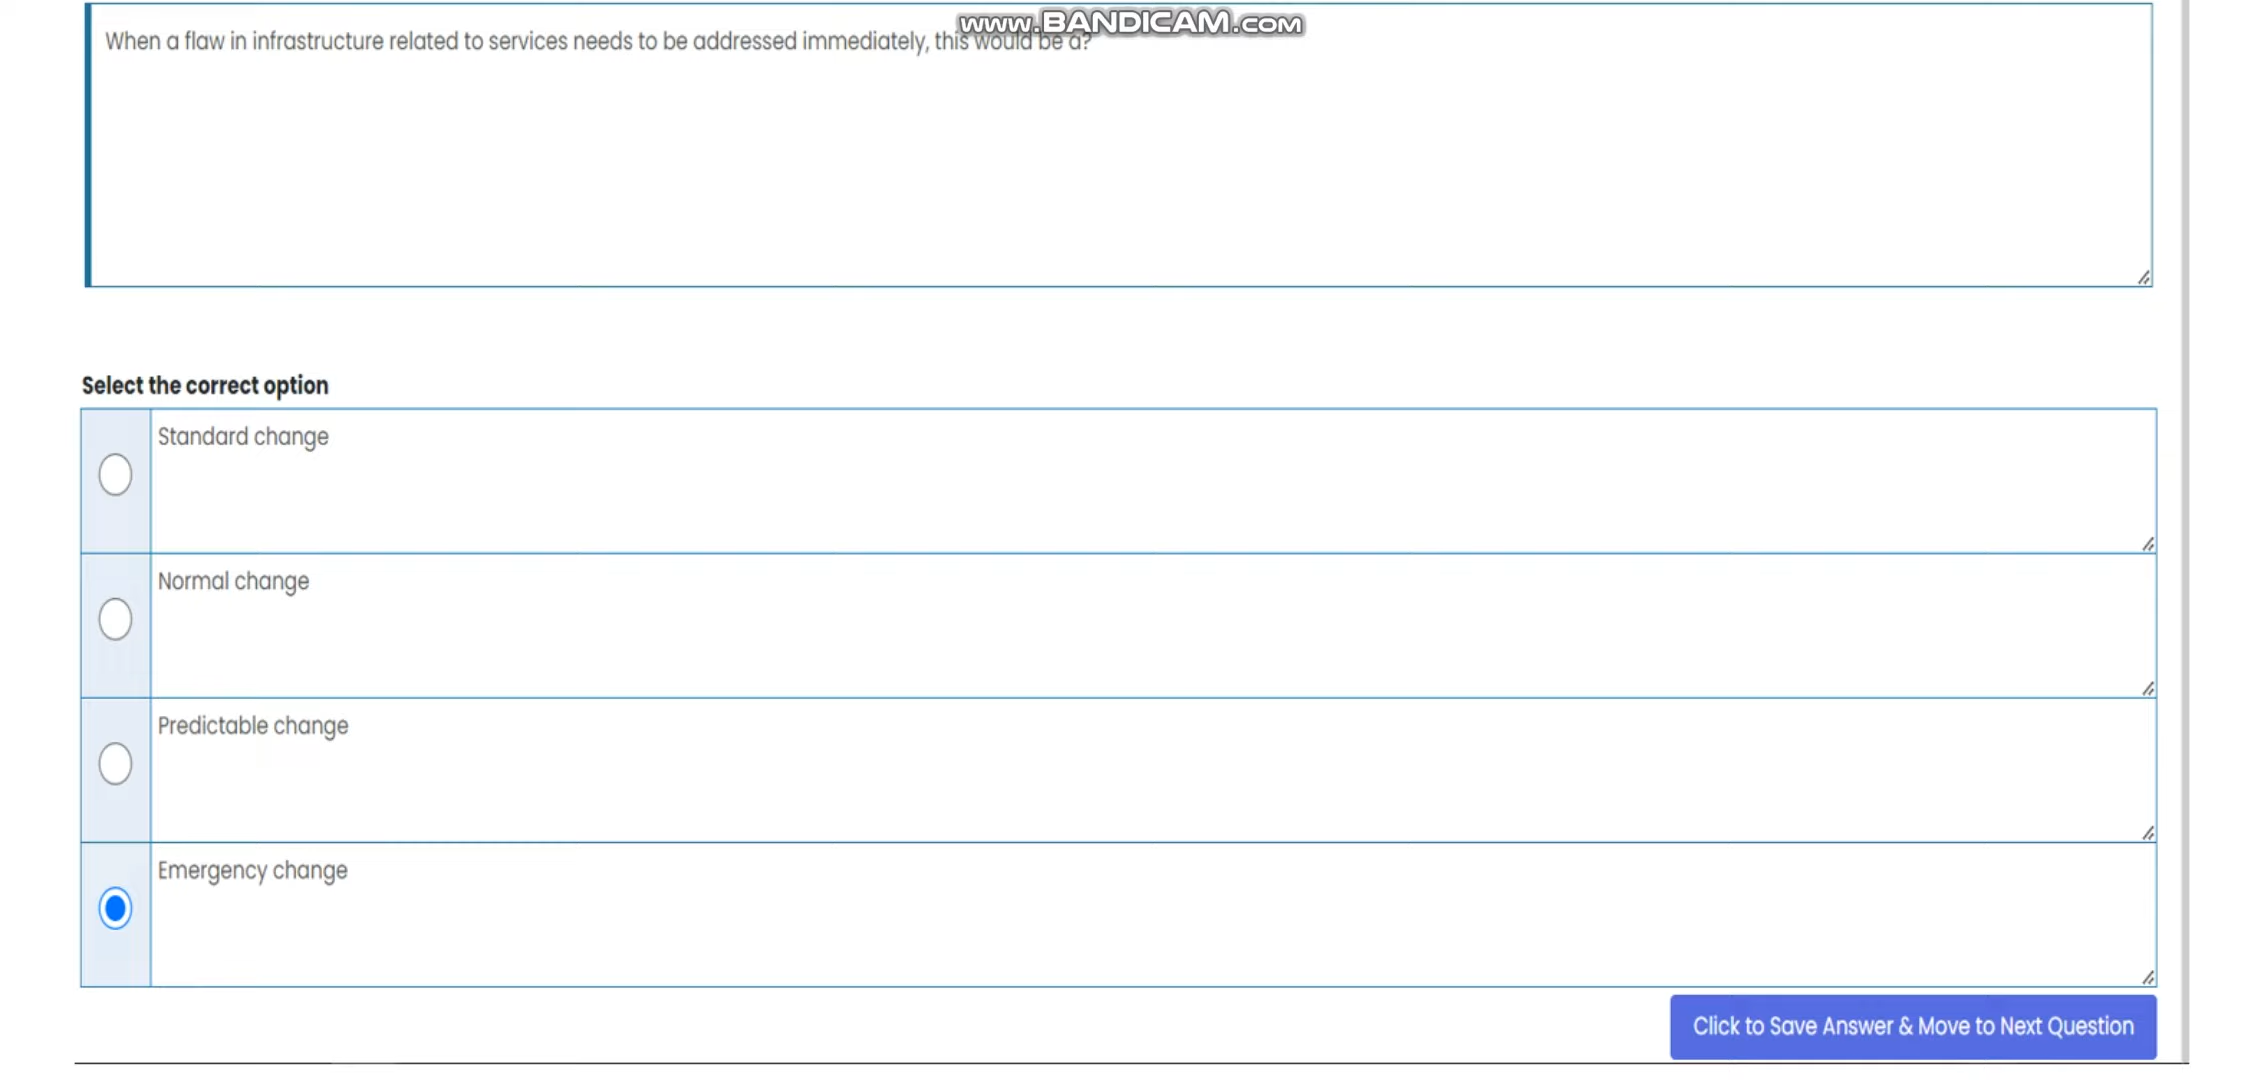 www.BANDICAM.COM
When a flaw in infrastructure related to services needs to be addressed immediately, this would be a?
Select the correct option
Standard change
Normal change
Predictable change
Emergency change
Click to Save Answer & Move to Next Question